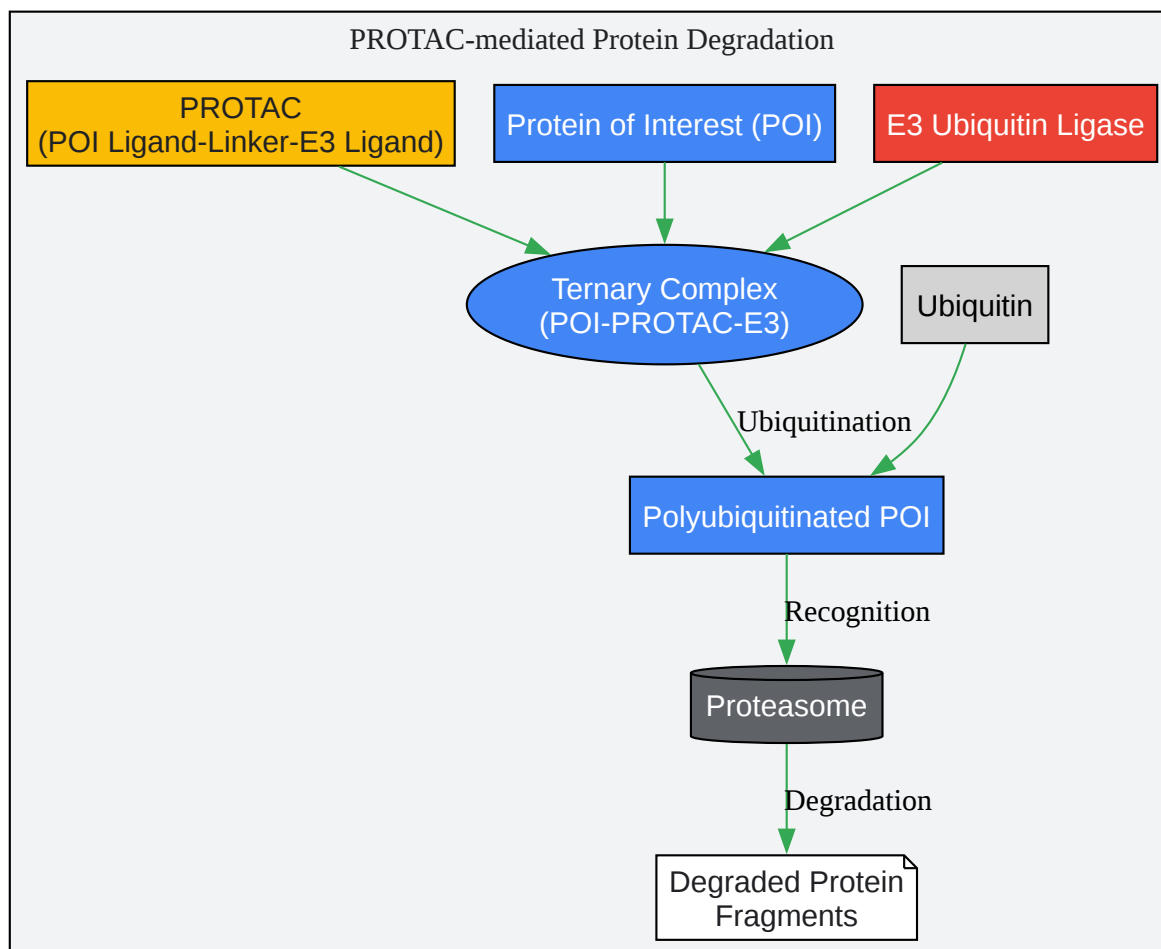 PROTAC-mediated Protein Degradation
PROTAC
(POI Ligand-Linker-E3 Ligand)
Protein of Interest (POI)
E3 Ubiquitin Ligase
Ternary Complex
(POI-PROTAC-E3)
Ubiquitin
Ubiquitination
Polyubiquitinated POI
Recognition
Proteasome
Degradation
Degraded Protein
Fragments